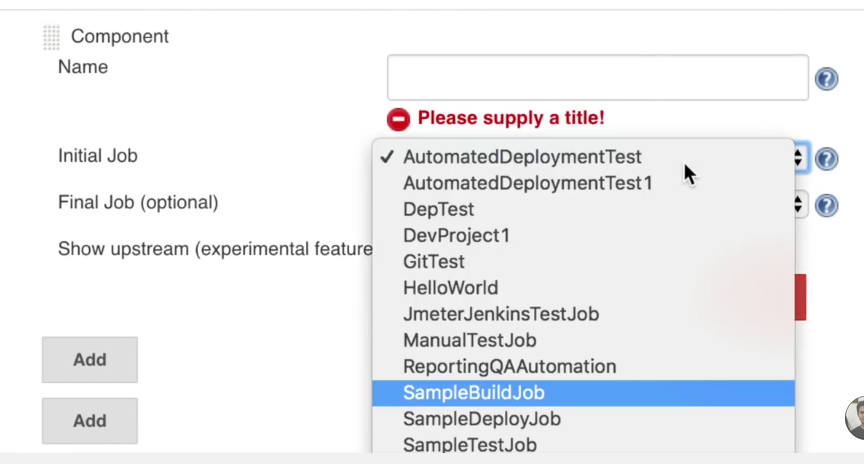 Component
Name
Please supply a title!
Initial Job
AutomatedDeploymentTest
AutomatedDeploymentTest1
Final Job (optional)
DepTest
DevProject1
Show upstream (experimental feature
GitTest
HelloWorld
JmeterJenkinsTestJob
ManualTestJob
Add
ReportingQAAutomation
SampleBuildJob
SampleDeployJob
Add
SampleTestJob